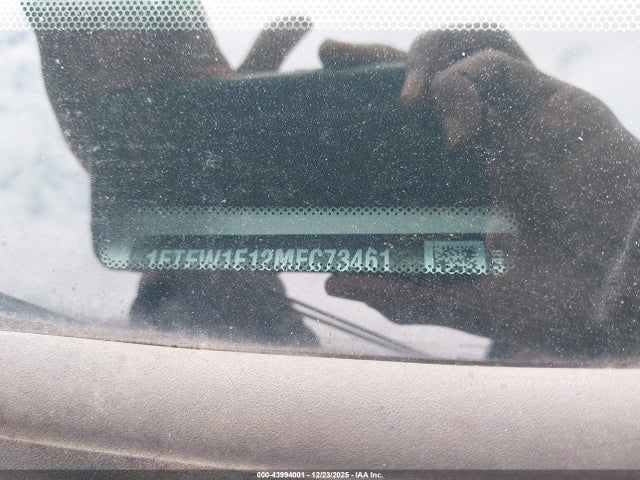 1FTFW1E12MFC73461
000-43994001 - 12/23/2025 - IAA Inc.